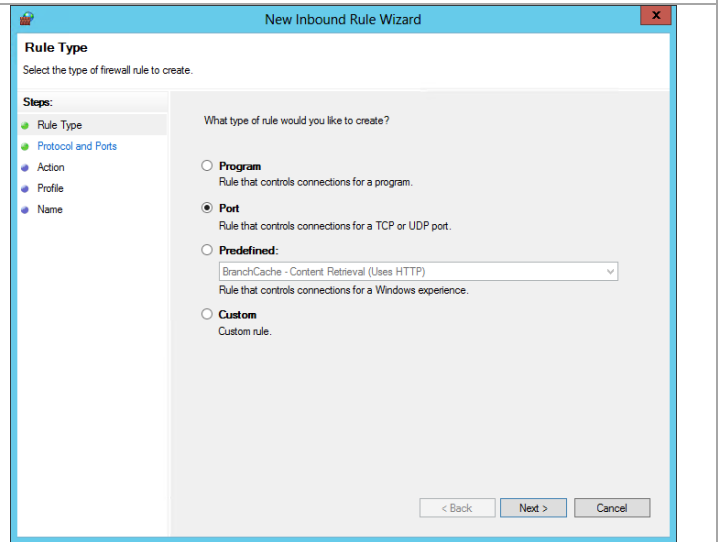 New Inbound Rule Wizard
x
Rule Type
Select the type of firewall rule to create.
Steps:
Rule Type
Protocol and Ports
Action
Profile
Name
What type of rule would you like to create?
Program
Rule that controls connections for a program.
Port
Rule that controls connections for a TCP or UDP port.
Predefined:
BranchCache - Content Retrieval (Uses HTTP)
Rule that controls connections for a Windows experience.
Custom
Custom rule.
< Back Next > Cancel